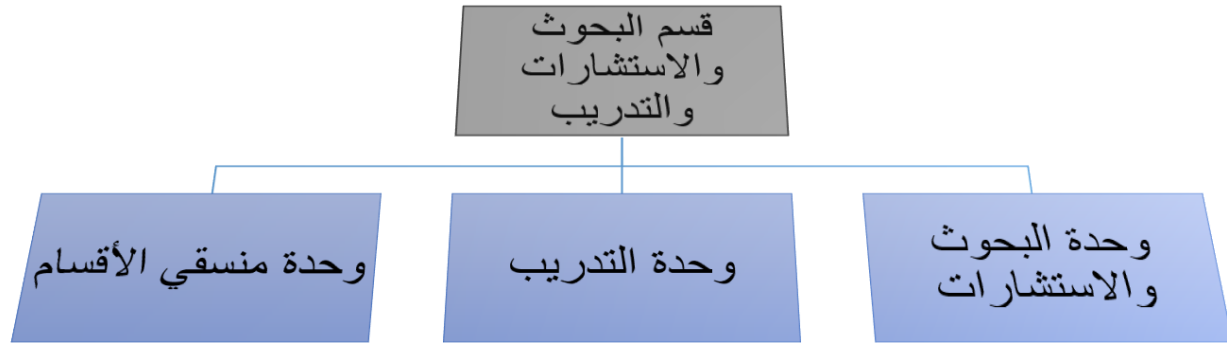 قسم البحوث
والاستشارات
والتدريب
وحدة البحوث
والاستشارات
وحدة التدريب
وحدة منسقي الأقسام